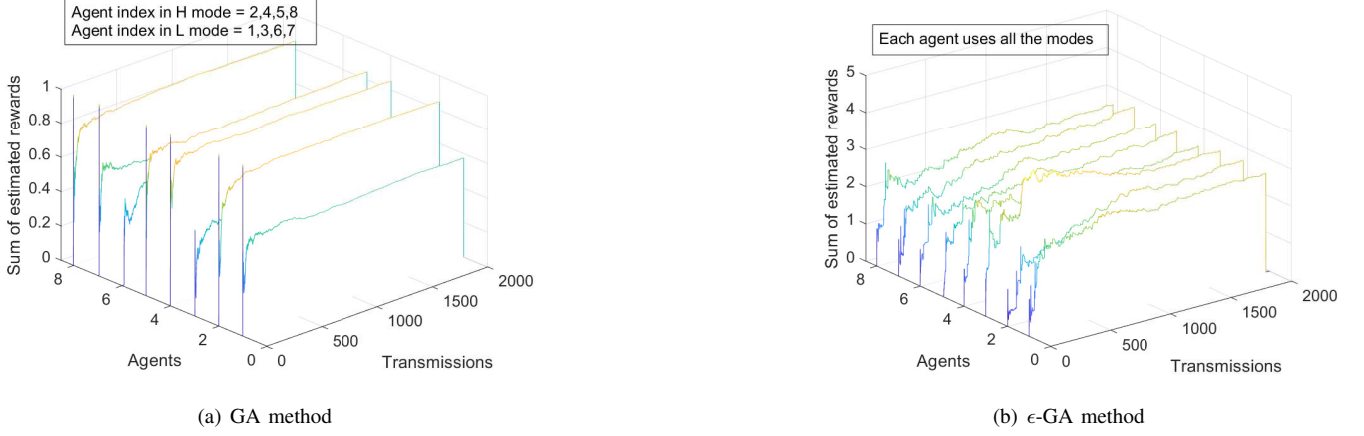 Agent index in H mode = 2,4,5,8
Agent index in L mode = 1,3,6,7
Sum of estimated rewards
1
0.8
0.6
0.4
0.2
0
8
6
4
2
0
Agents
0
500
1000
1500
2000
Transmissions
(a) GA method
Each agent uses all the modes
Sum of estimated rewards
5
4
3
2
1
0
8
6
4
2
0
Agents
0
500
1000
1500
2000
Transmissions
(b) ϵ-GA method